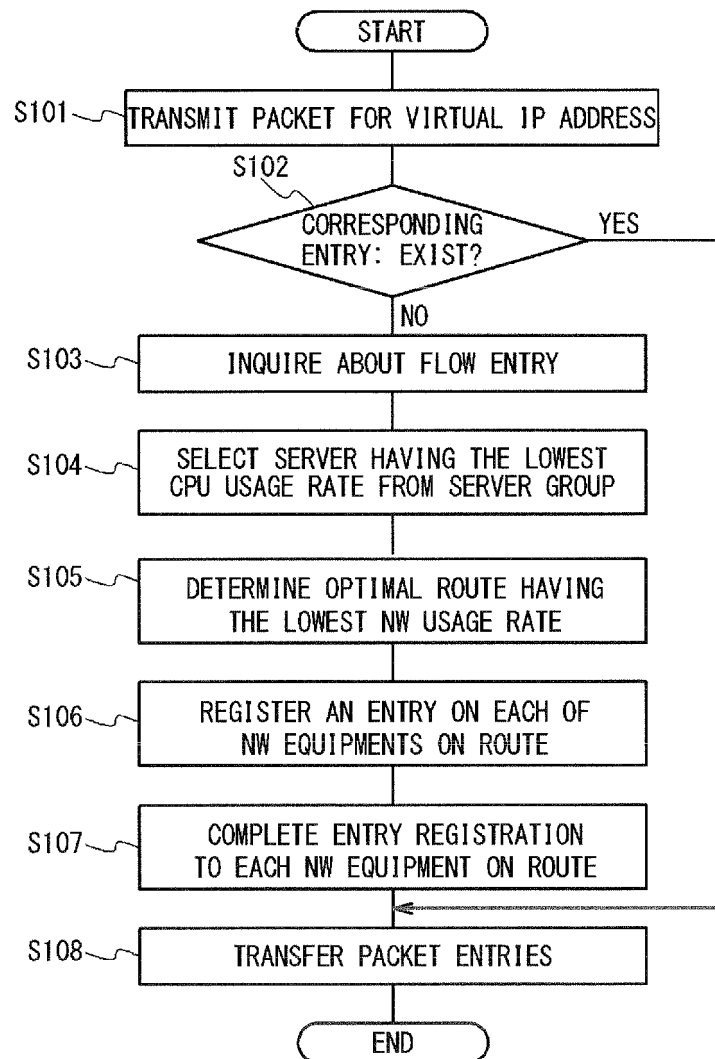 START
S101
TRANSMIT PACKET FOR VIRTUAL IP ADDRESS
S102
CORRESPONDING
ENTRY: EXIST?
YES
NO
S103
INQUIRE ABOUT FLOW ENTRY
S104
SELECT SERVER HAVING THE LOWEST
CPU USAGE RATE FROM SERVER GROUP
S105
DETERMINE OPTIMAL ROUTE HAVING
THE LOWEST NW USAGE RATE
S106
REGISTER AN ENTRY ON EACH OF
NW EQUIPMENTS ON ROUTE
S107
COMPLETE ENTRY REGISTRATION
TO EACH NW EQUIPMENT ON ROUTE
S108
TRANSFER PACKET ENTRIES
END